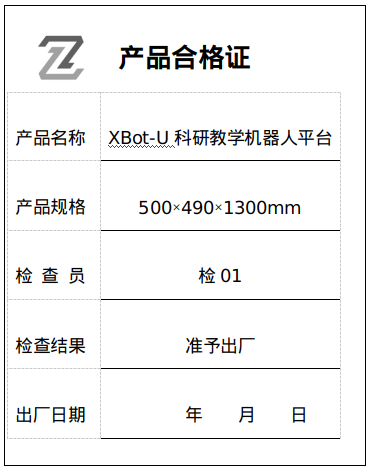 产品合格证
产品名称 XBot-U 科研教学机器人平台
产品规格 500×490×1300mm
检 查 员 检 01
检查结果 准予出厂
出厂日期 年 月 日